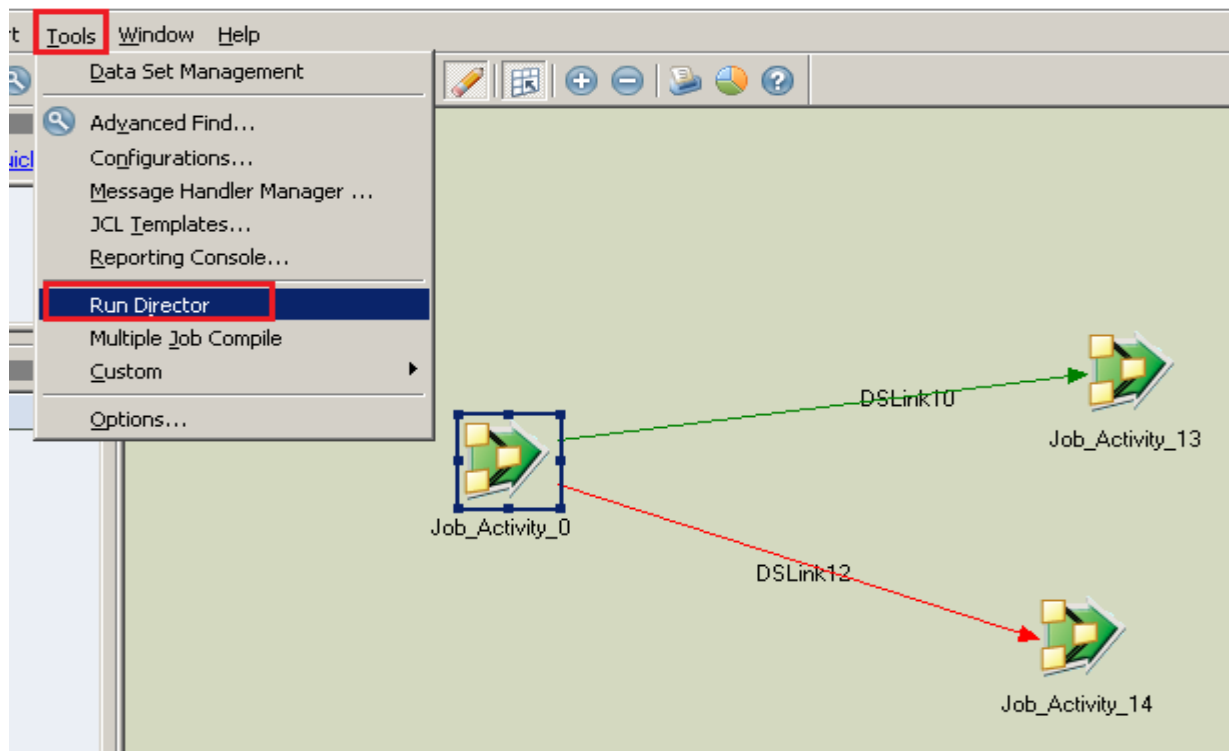 t Tools Window Help
Data Set Management
Advanced Find...
Configurations...
Message Handler Manager ...
JCL Templates...
Reporting Console...
Run Director
Multiple Job Compile
Custom
Options...
DSLink10
Job_Activity_13
Job_Activity_0
DSLink12
Job_Activity_14